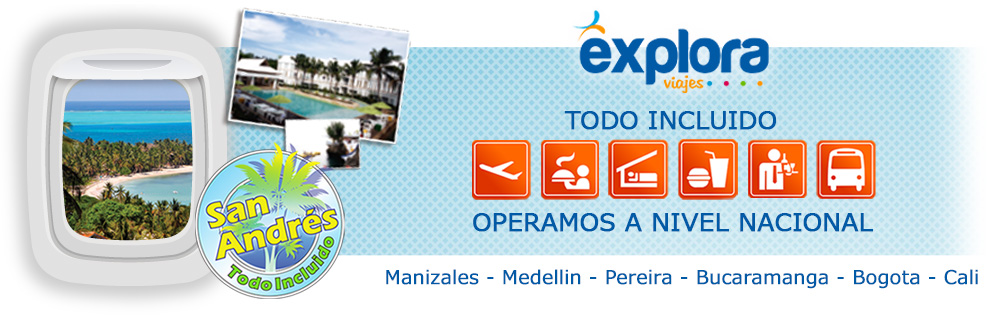 explora
viajes
TODO INCLUIDO
San
Andrés
Todo Incluido
OPERAMOS A NIVEL NACIONAL
Manizales - Medellin - Pereira - Bucaramanga - Bogota - Cali